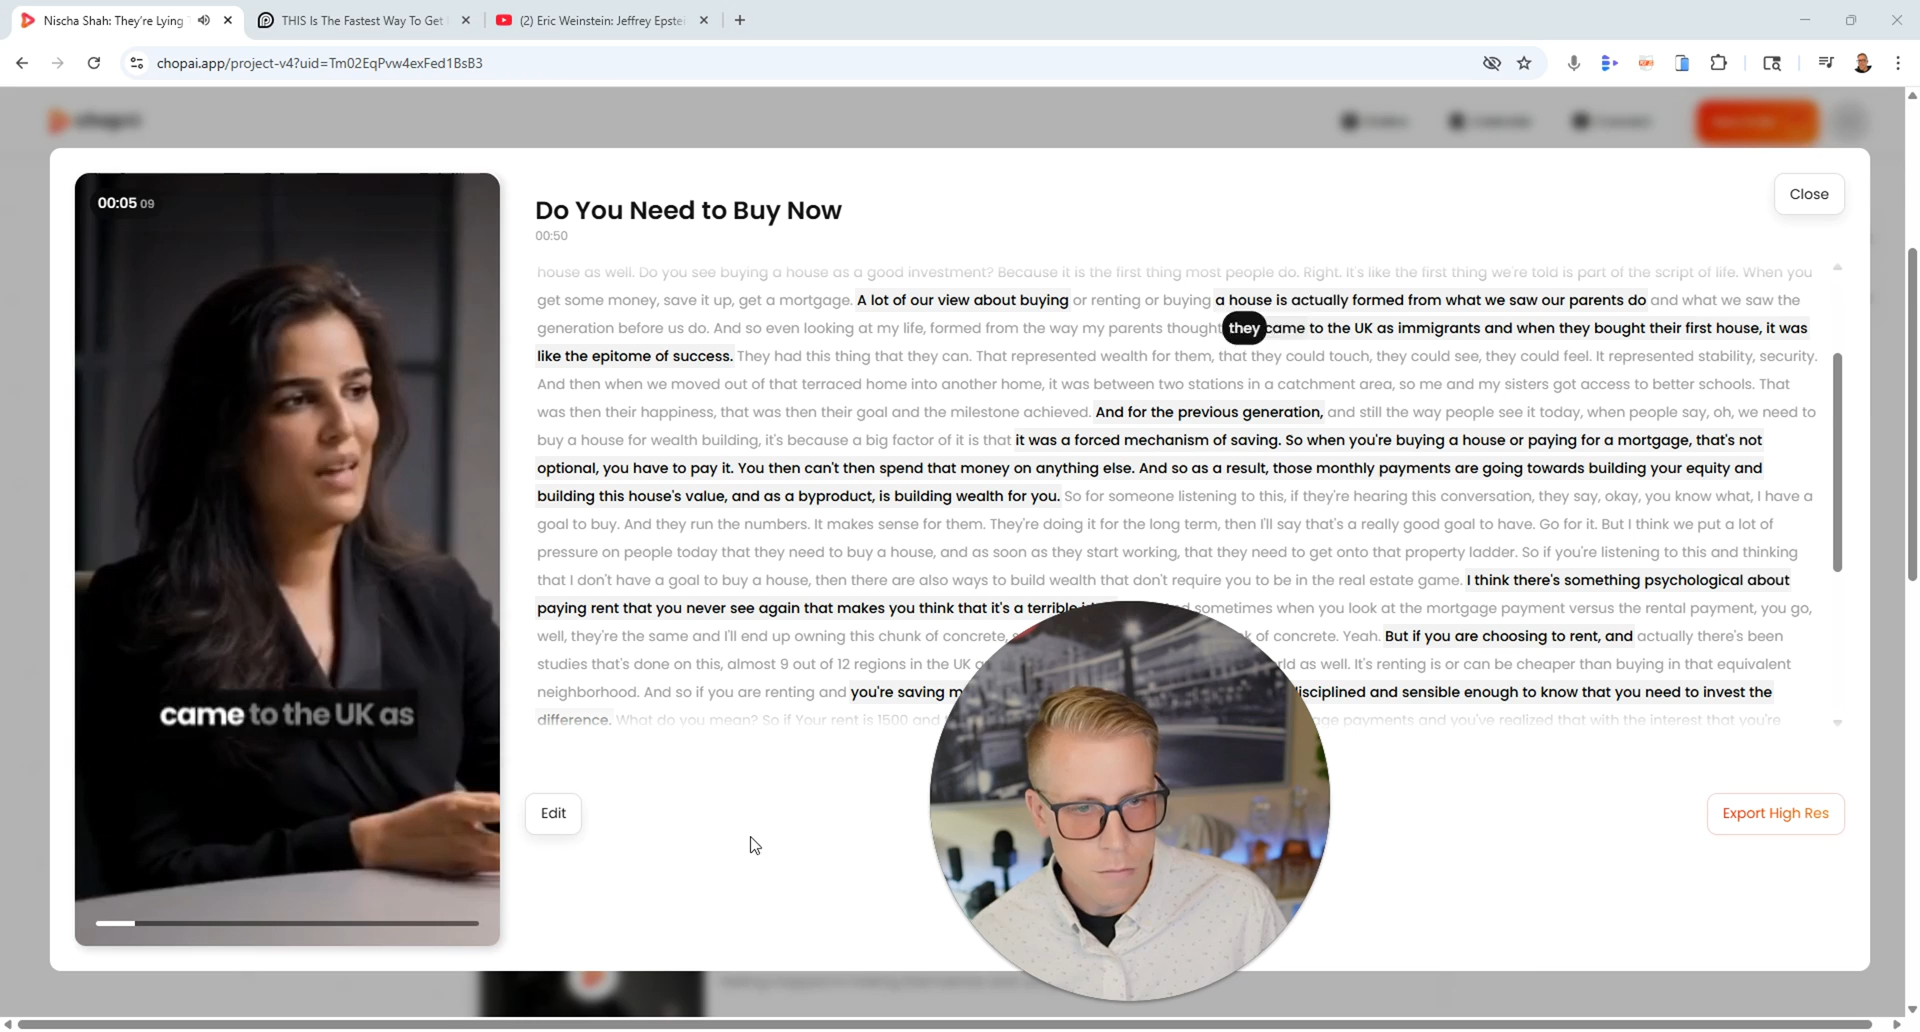 Nischa Shah: They're Lying
THIS Is The Fastest Way To Get
(2) Eric Weinstein: Jeffrey Epste
chopai.app/project-v4?uid=Tm02EqPvw4exFed1BsB3
00:05 09
Do You Need to Buy Now
Close
00:50
house as well. Do you see buying a house as a good investment? Because it is the first thing most people do. Right. It's like the first thing we're told is part of the script of life. When you
get some money, save it up, get a mortgage. A lot of our view about buying or renting or buying a house is actually formed from what we saw our parents do and what we saw the
generation before us do. And so even looking at my life, formed from the way my parents thought they came to the UK as immigrants and when they bought their first house, it was
like the epitome of success. They had this thing that they can. That represented wealth for them, that they could touch, they could see, they could feel. It represented stability, security.
And then when we moved out of that terraced home into another home, it was between two stations in a catchment area, so me and my sisters got access to better schools. That
was then their happiness, that was then their goal and the milestone achieved. And for the previous generation, and still the way people see it today, when people say, oh, we need to
buy a house for wealth building, it's because a big factor of it is that it was a forced mechanism of saving. So when you're buying a house or paying for a mortgage, that's not
optional, you have to pay it. You then can't then spend that money on anything else. And so as a result, those monthly payments are going towards building your equity and
building this house's value, and as a byproduct, is building wealth for you. So for someone listening to this, if they're hearing this conversation, they say, okay, you know what, I have a
goal to buy. And they run the numbers. It makes sense for them. They're doing it for the long term, then I'll say that's a really good goal to have. Go for it. But I think we put a lot of
pressure on people today that they need to buy a house, and as soon as they start working, that they need to get onto that property ladder. So if you're listening to this and thinking
that I don't have a goal to buy a house, then there are also ways to build wealth that don't require you to be in the real estate game. I think there's something psychological about
paying rent that you never see again that makes you think that it's a terrible sometimes when you look at the mortgage payment versus the rental payment, you go,
well, they're the same and I'll end up owning this chunk of concrete, k of concrete. Yeah. But if you are choosing to rent, and actually there's been
studies that's done on this, almost 9 out of 12 regions in the UK rld as well. It's renting is or can be cheaper than buying in that equivalent
neighborhood. And so if you are renting and you're saving m isciplined and sensible enough to know that you need to invest the
difference. What do you mean? So if Your rent is 1500 and age payments and you've realized that with the interest that you're
came to the UK as
Edit
Export High Res